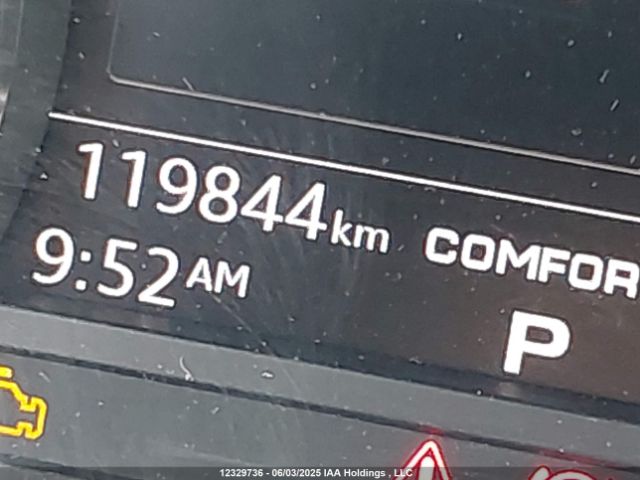 119844km
COMFOR
9:52AM
P
12329736 - 06/03/2025 IAA Holdings , LLC